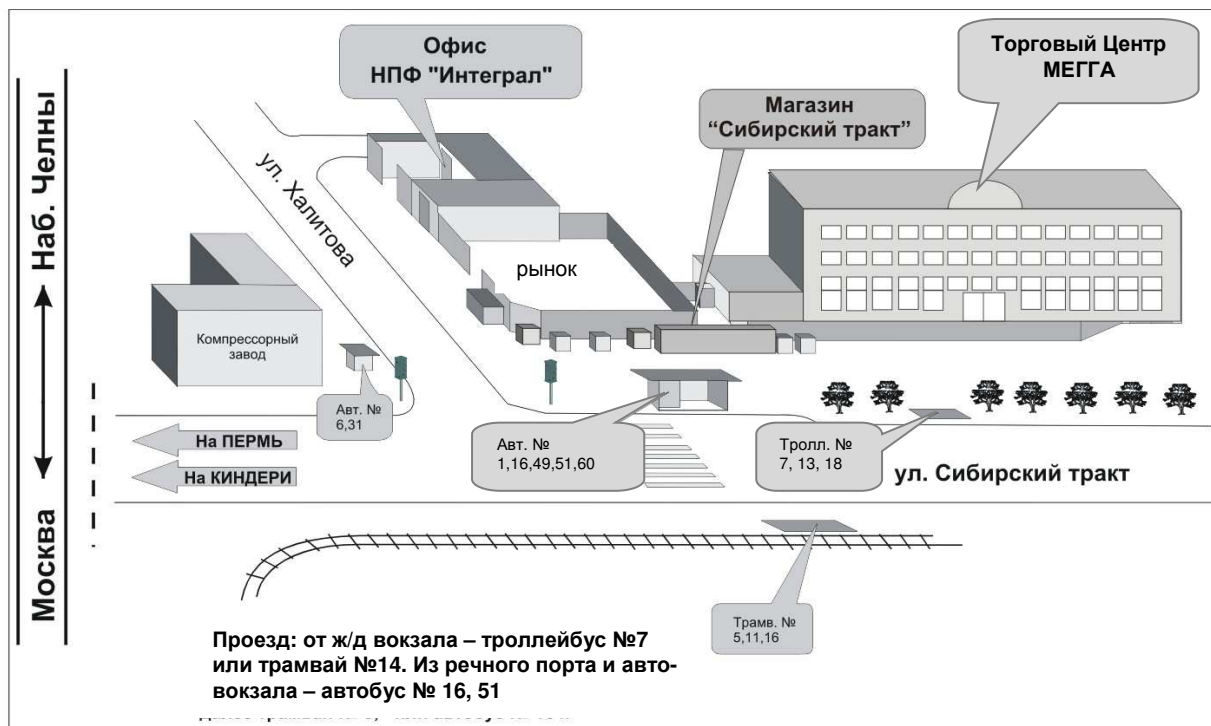 Офис
НПФ "Интеграл"
Торговый Центр
МЕГГА
Магазин
“Сибирский тракт”
Наб. Челны
ул. Халитова
рынок
Компрессорный
завод
Авт. №
6,31
На ПЕРМЬ
На КИНДЕРИ
Авт. №
1,16,49,51,60
Тролл. №
7, 13, 18
ул. Сибирский тракт
Москва
Трамв. №
5,11,16
Проезд: от ж/д вокзала – троллейбус №7
или трамвай №14. Из речного порта и авто-
вокзала – автобус № 16, 51